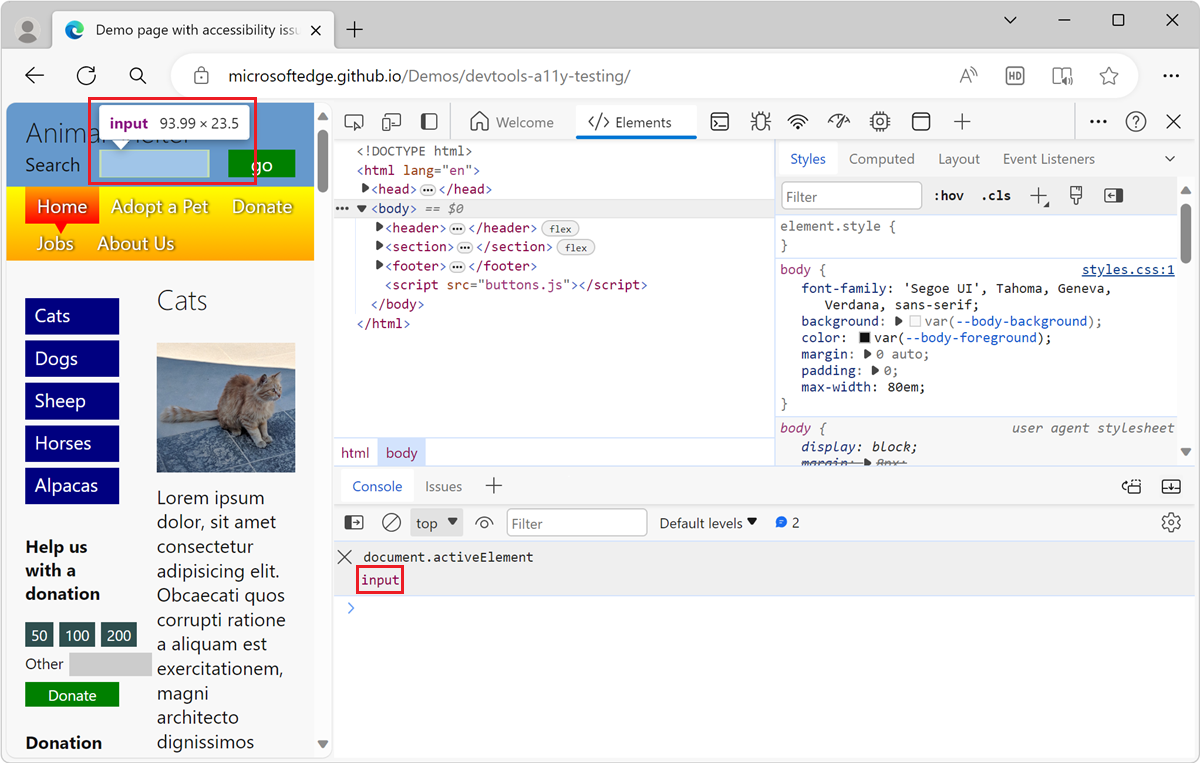 Demo page with accessibility issu
microsoftedge.github.io/Demos/devtools-a11y-testing/
HD
input 93.99 × 23.5
Search
go
Home Adopt a Pet Donate
Jobs About Us
Cats
Dogs
Sheep
Horses
Alpacas
Help us
with a
donation
50 100 200
Other
Donate
Donation
Cats
Lorem ipsum
dolor, sit amet
consectetur
adipisicing elit.
Obcaecati quos
corrupti ratione
a aliquam est
exercitationem,
magni
architecto
dignissimos
Welcome
</> Elements
<!DOCTYPE html>
<html lang="en">
<head> … </head>
<body> == $0
<header> … </header> flex
<section> … </section> flex
<footer> … </footer>
<script src="buttons.js"></script>
</body>
</html>
html body
Styles Computed Layout Event Listeners
Filter :hov .cls
element.style {
}
body { styles.css:1
font-family: 'Segoe UI', Tahoma, Geneva,
Verdana, sans-serif;
background: var(--body-background);
color: var(--body-foreground);
margin: 0 auto;
padding: 0;
max-width: 80em;
}
body { user agent stylesheet
display: block;
margin: 8px;
Console Issues
top Filter Default levels 2
document.activeElement
input